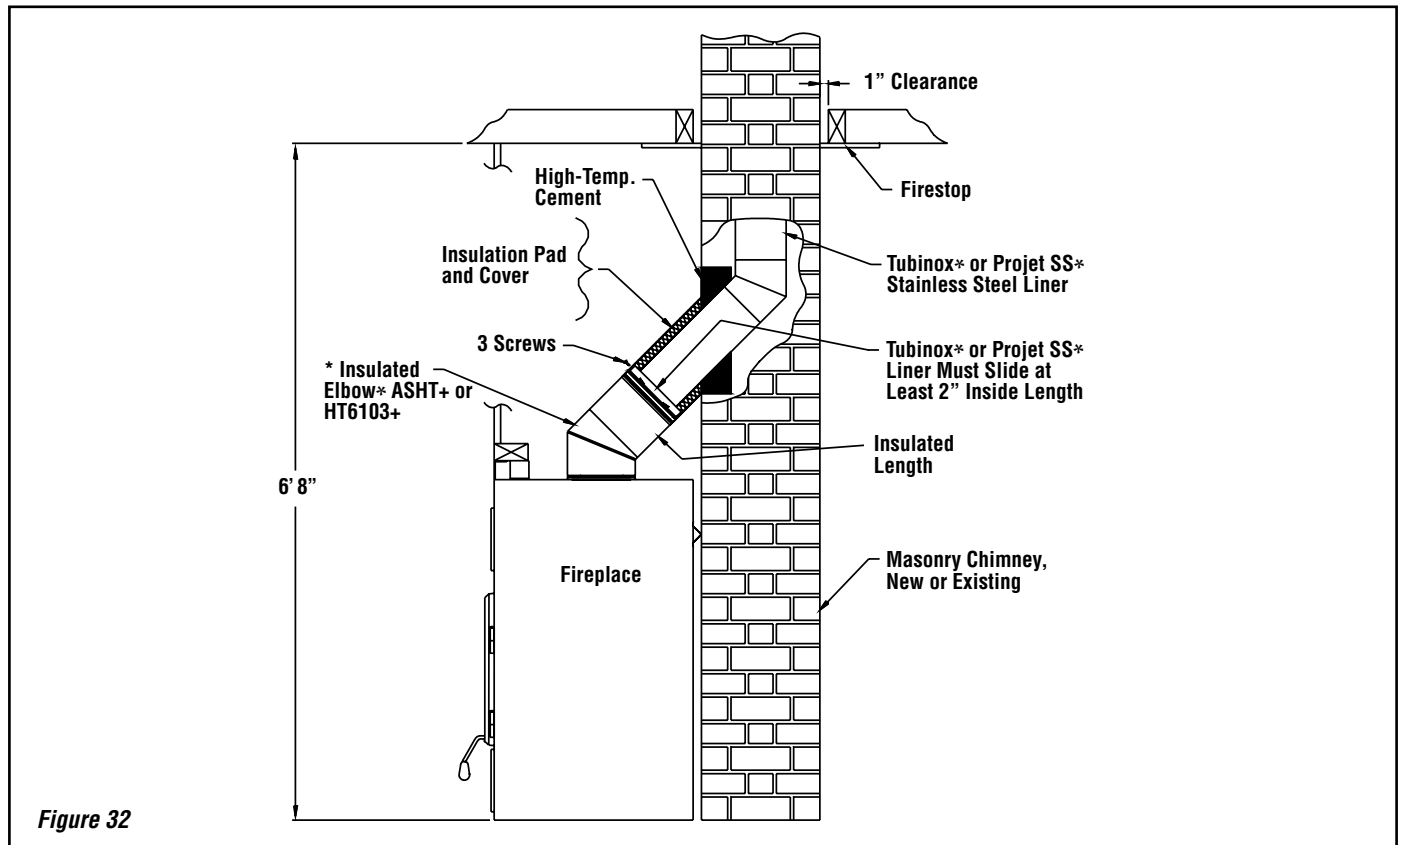 1” Clearance
Firestop
High-Temp.
Cement
Insulation Pad
and Cover
Tubinox* or Projet SS*
Stainless Steel Liner
3 Screws
Tubinox* or Projet SS*
Liner Must Slide at
Least 2” Inside Length
* Insulated
Elbow* ASHT+ or
HT6103+
Insulated
Length
6’ 8”
Fireplace
Masonry Chimney,
New or Existing
Figure 32